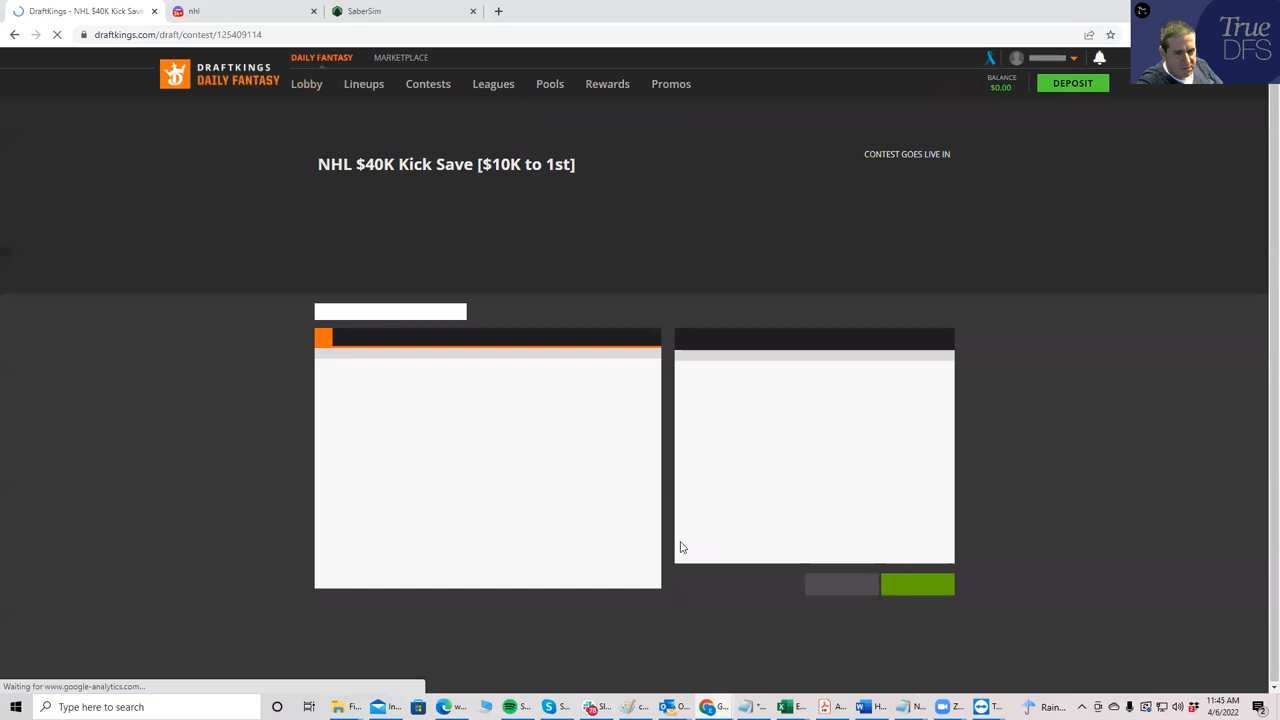 DraftKings - NHL $40K Kick Save
nhl
SaberSim
draftkings.com/draft/contest/125409114
True
DFS
DRAFTKINGS
DAILY FANTASY
DAILY FANTASY
MARKETPLACE
Lobby
Lineups
Contests
Leagues
Pools
Rewards
Promos
BALANCE
$0.00
DEPOSIT
NHL $40K Kick Save [$10K to 1st]
CONTEST GOES LIVE IN
Waiting for www.google-analytics.com...
Type here to search
Fi...
In...
w...
S...
S...
Sl...
C...
O...
G...
"...
E...
A...
H...
N...
Z...
T...
Rain...
11:45 AM
4/6/2022